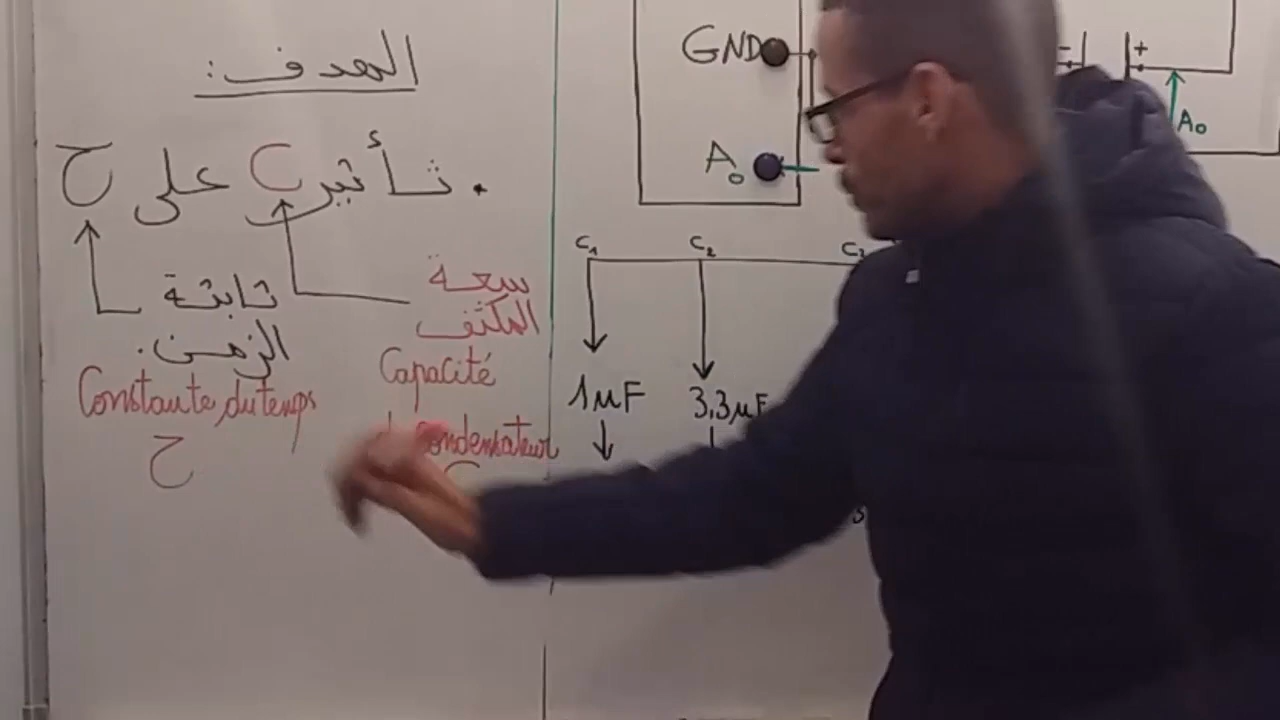 الهدف:
. تأثير C على τ
ثابتة
الزمن.
Constante du temps
τ
سعة
المكثف
Capacité
condensateur
C
GND
A₀
- +
A₀
C₁ C₂ C₃
1µF 3,3µF